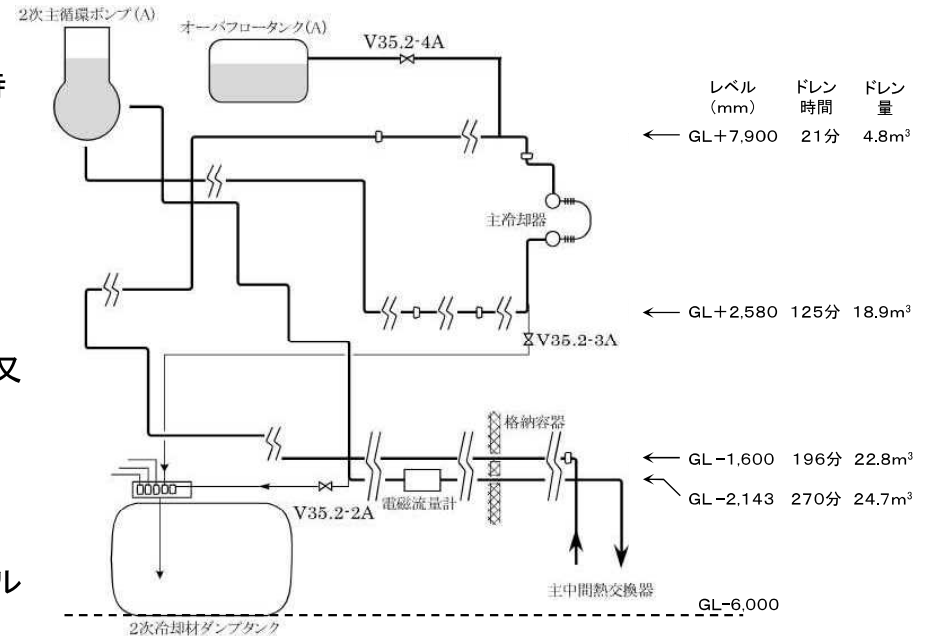 2次主循環ポンプ(A)
オーバフロータンク(A)
V35.2-4A
レベル
(mm)
ドレン
時間
ドレン
量
時
GL+7,900 21分 4.8m³
主冷却器
GL+2,580 125分 18.9m³
V35.2-3A
又
格納容器
GL-1,600 196分 22.8m³
電磁流量計
GL-2,143 270分 24.7m³
V35.2-2A
主中間熱交換器
ル
GL-6,000
2次冷却材ダンプタンク